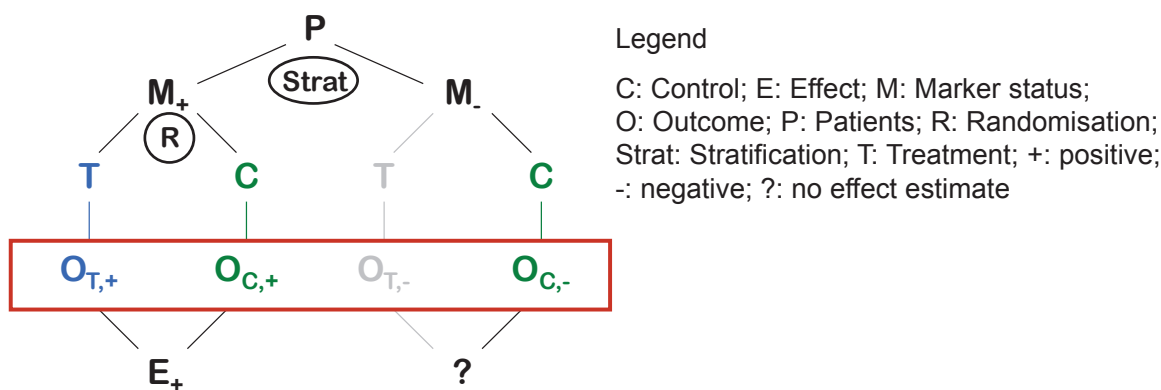 P
Legend
Strat
M+ M-
C: Control; E: Effect; M: Marker status;
O: Outcome; P: Patients; R: Randomisation;
Strat: Stratification; T: Treatment; +: positive;
-: negative; ?: no effect estimate
R
T C T C
OT,+ OC,+ OT,- OC,-
E+ ?